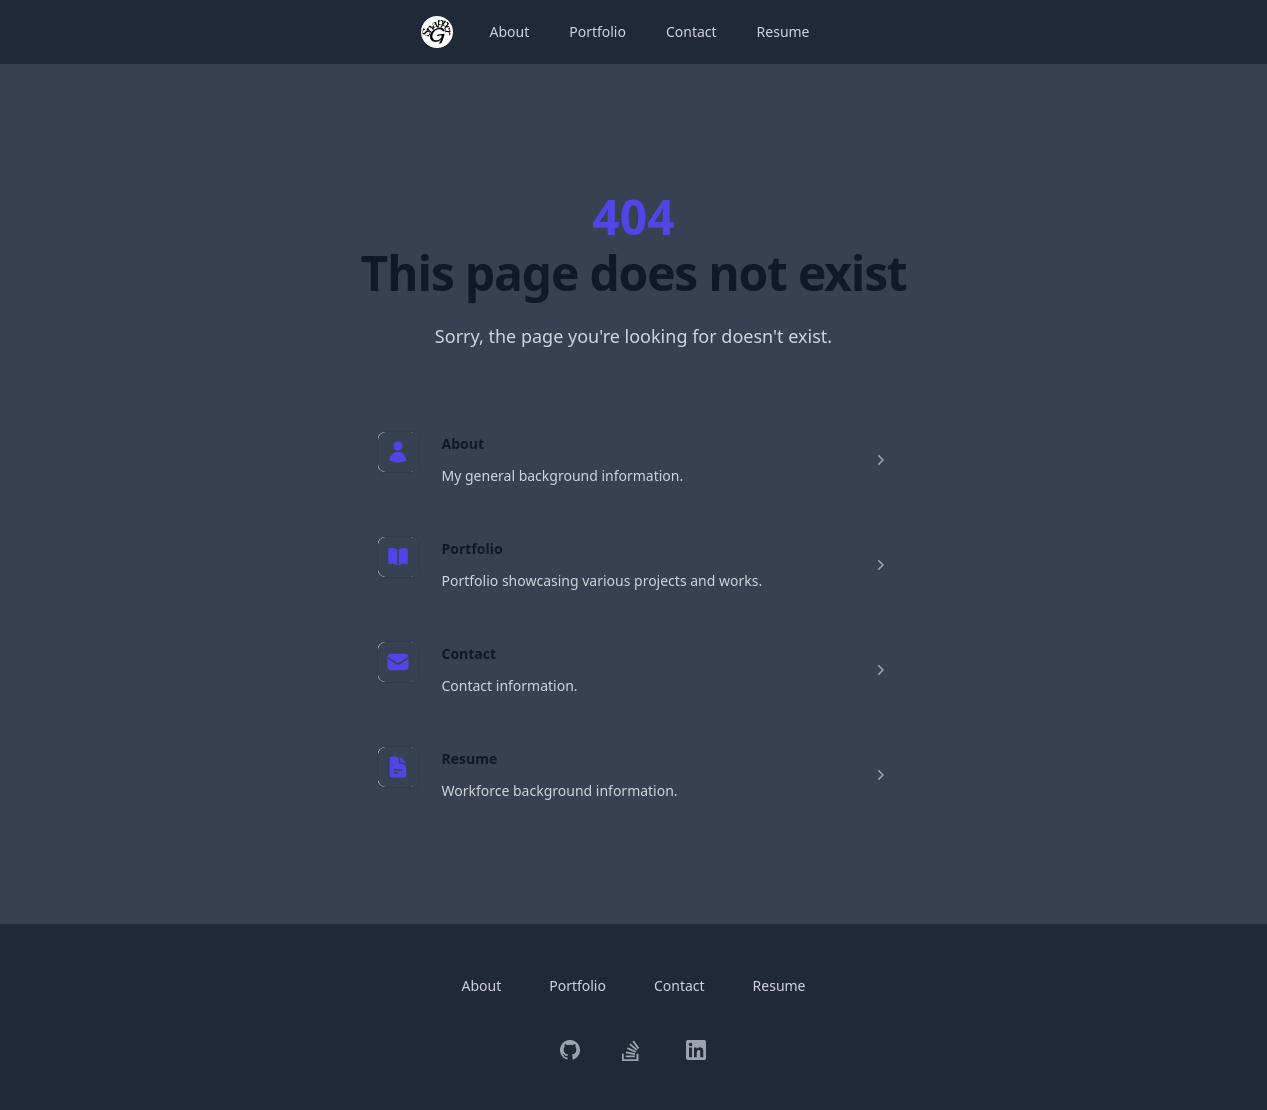 About Portfolio Contact Resume
404
This page does not exist
Sorry, the page you're looking for doesn't exist.
About
My general background information.
Portfolio
Portfolio showcasing various projects and works.
Contact
Contact information.
Resume
Workforce background information.
About Portfolio Contact Resume